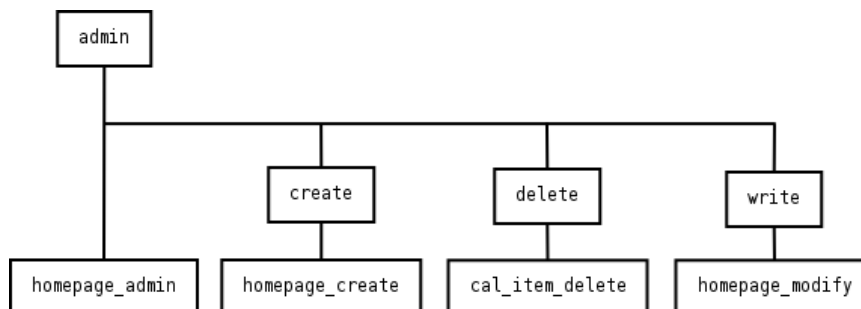 admin
create
delete
write
homepage_admin
homepage_create
cal_item_delete
homepage_modify